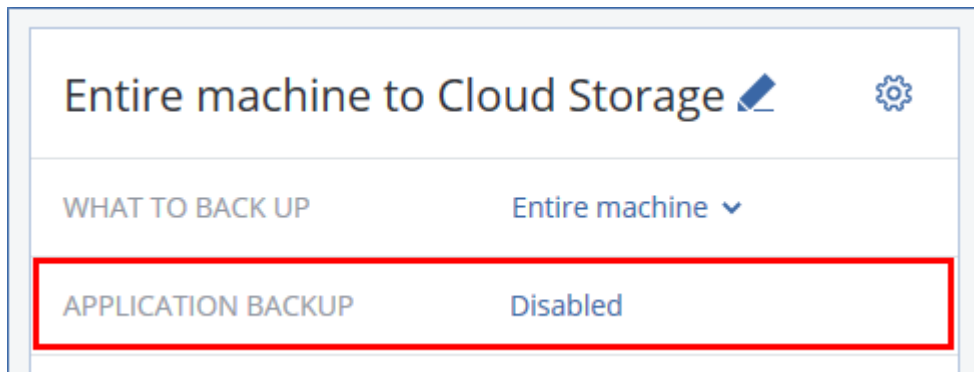 Entire machine to Cloud Storage
WHAT TO BACK UP Entire machine
APPLICATION BACKUP Disabled